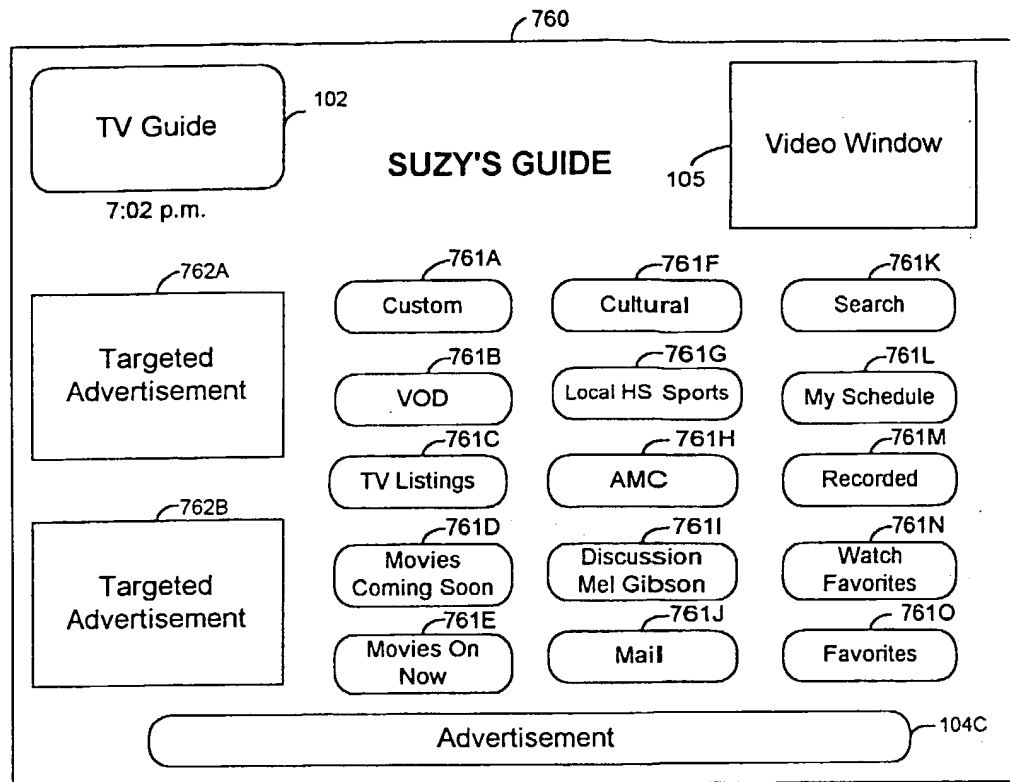 760
TV Guide
102
SUZY'S GUIDE
Video Window
105
7:02 p.m.
762A
Targeted
Advertisement
762B
Targeted
Advertisement
761A
Custom
761B
VOD
761C
TV Listings
761D
Movies
Coming Soon
761E
Movies On
Now
761F
Cultural
761G
Local HS Sports
761H
AMC
761I
Discussion
Mel Gibson
761J
Mail
761K
Search
761L
My Schedule
761M
Recorded
761N
Watch
Favorites
761O
Favorites
Advertisement
104C